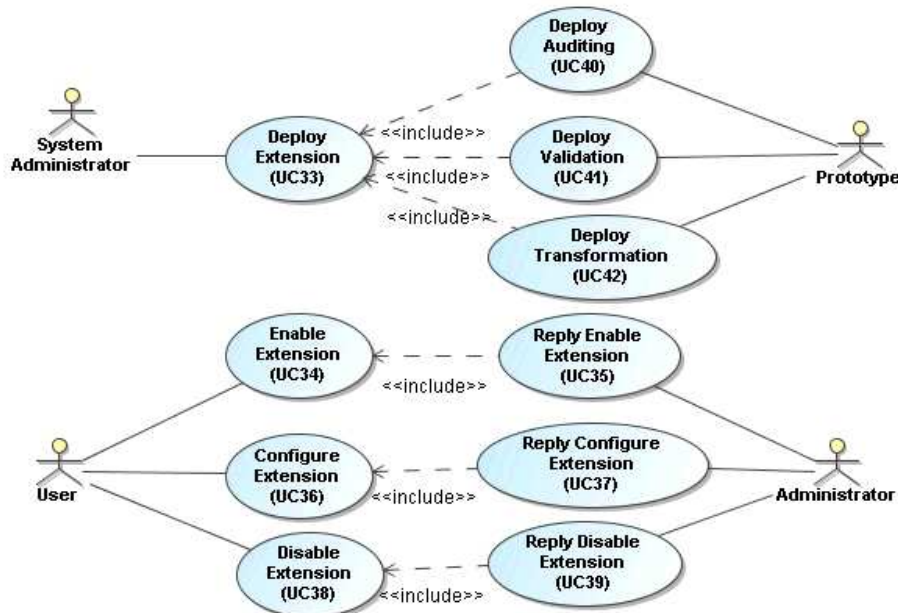 Deploy
Auditing
(UC40)
System
Administrator
Deploy
Extension
(UC33)
<<include>>
<<include>>
<<include>>
Deploy
Validation
(UC41)
Prototype
Deploy
Transformation
(UC42)
Enable
Extension
(UC34)
<<include>>
Reply Enable
Extension
(UC35)
User
Configure
Extension
(UC36)
<<include>>
Reply Configure
Extension
(UC37)
Administrator
Disable
Extension
(UC38)
<<include>>
Reply Disable
Extension
(UC39)